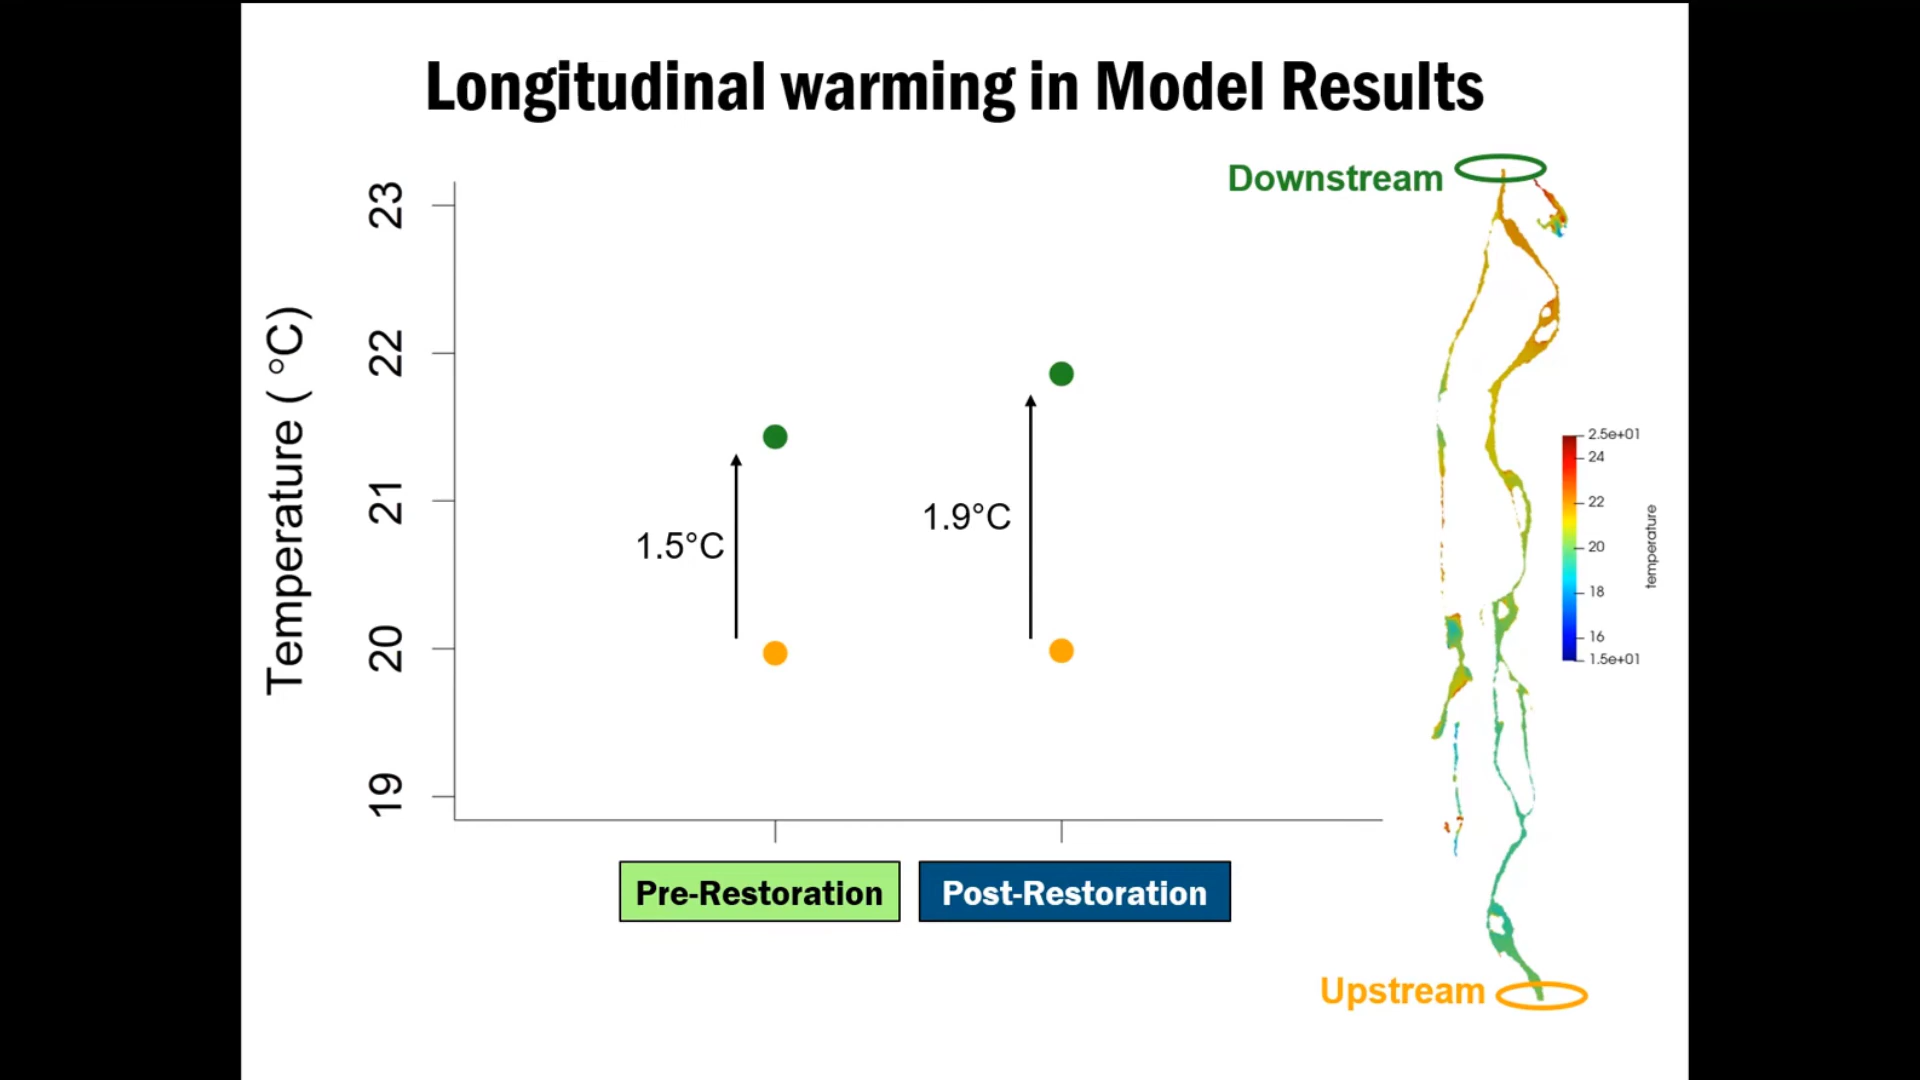 Longitudinal warming in Model Results
Temperature ( °C)
23
22
21
20
19
1.5°C
1.9°C
Pre-Restoration
Post-Restoration
Downstream
2.5e+01
24
22
20
18
16
1.5e+01
temperature
Upstream